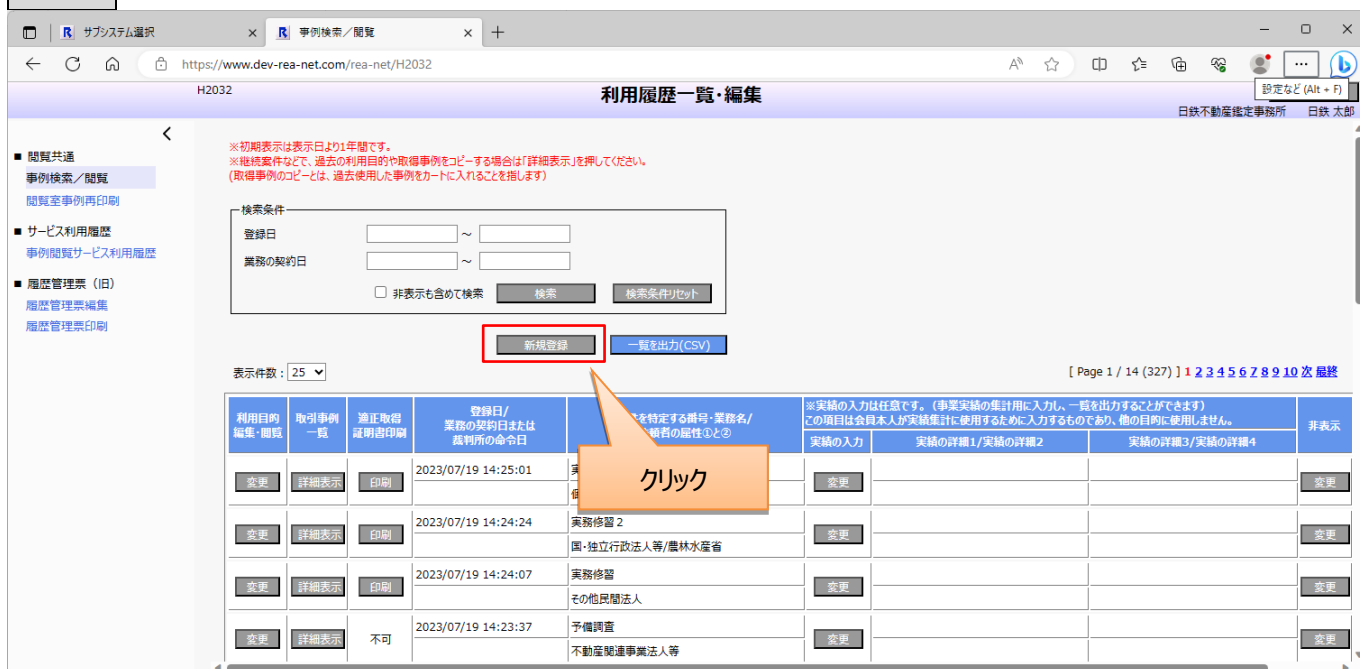 サブシステム選択
事例検索／閲覧
https://www.dev-rea-net.com/rea-net/H2032
設定など (Alt + F)
H2032
利用履歴一覧・編集
日鉄不動産鑑定事務所 日鉄 太郎
■ 閲覧共通
事例検索／閲覧
閲覧室事例再印刷
■ サービス利用履歴
事例閲覧サービス利用履歴
■ 履歴管理票（旧）
履歴管理票編集
履歴管理票印刷
※初期表示は表示日より1年間です。
※継続案件などで、過去の利用目的や取得事例をコピーする場合は「詳細表示」を押してください。
(取得事例のコピーとは、過去使用した事例をカートに入れることを指します)
検索条件
登録日 ～
業務の契約日 ～
非表示も含めて検索 検索 検索条件リセット
新規登録 一覧を出力(CSV)
表示件数： 25
[ Page 1 / 14 (327) ] 1 2 3 4 5 6 7 8 9 10 次 最終
利用目的
編集・閲覧
取引事例
一覧
適正取得
証明書印刷
登録日/
業務の契約日または
裁判所の命令日
を特定する番号・業務名/
頼者の属性①と②
※実績の入力は任意です。（事業実績の集計用に入力し、一覧を出力することができます）
この項目は会員本人が実績集計に使用するために入力するものであり、他の目的に使用しません。
実績の入力 実績の詳細1/実績の詳細2 実績の詳細3/実績の詳細4
非表示
クリック
変更 詳細表示 印刷 2023/07/19 14:25:01 変更 変更
変更 詳細表示 印刷 2023/07/19 14:24:24 実務修習２ 変更 変更
国・独立行政法人等/農林水産省
変更 詳細表示 印刷 2023/07/19 14:24:07 実務修習 変更 変更
その他民間法人
変更 詳細表示 不可 2023/07/19 14:23:37 予備調査 変更 変更
不動産関連事業法人等